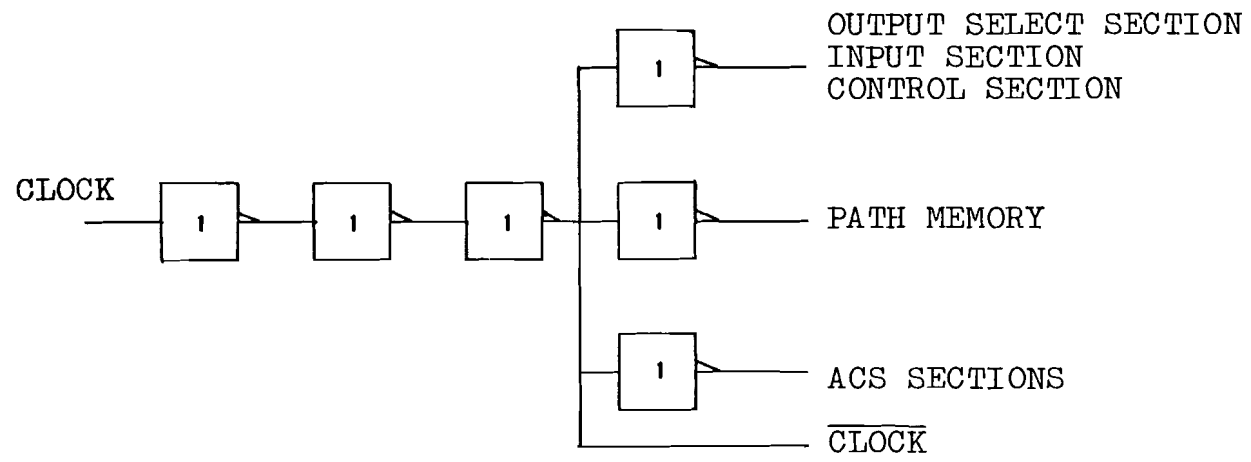 OUTPUT SELECT SECTION
INPUT SECTION
CONTROL SECTION
1
CLOCK
1
1
1
1
PATH MEMORY
1
ACS SECTIONS
CLOCK